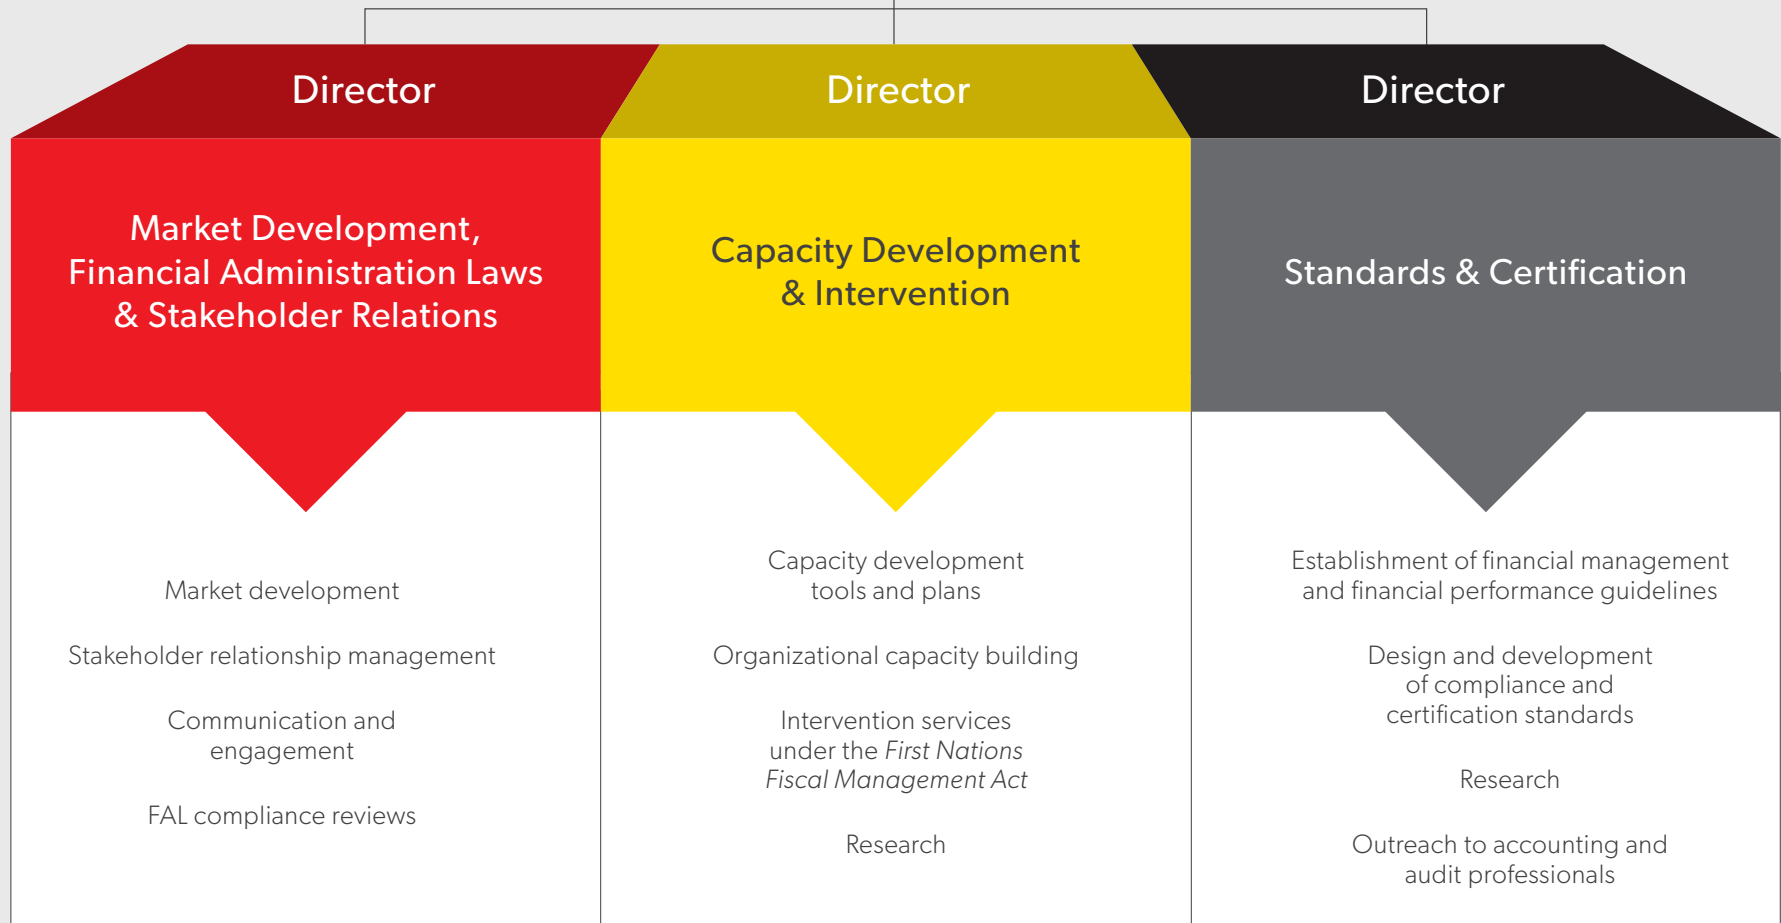 Director
Market Development,
Financial Administration Laws
& Stakeholder Relations
Market development
Stakeholder relationship management
Communication and
engagement
FAL compliance reviews
Director
Capacity Development
& Intervention
Capacity development
tools and plans
Organizational capacity building
Intervention services
under the First Nations
Fiscal Management Act
Research
Director
Standards & Certification
Establishment of financial management
and financial performance guidelines
Design and development
of compliance and
certification standards
Research
Outreach to accounting and
audit professionals